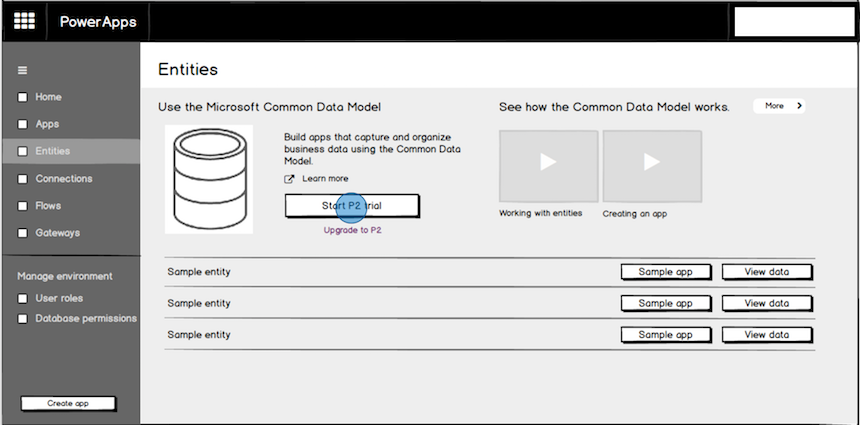 PowerApps
Home
Apps
Entities
Connections
Flows
Gateways
Manage environment
User roles
Database permissions
Create app
Entities
Use the Microsoft Common Data Model
Build apps that capture and organize
business data using the Common Data
Model.
Learn more
Start P2 trial
Upgrade to P2
See how the Common Data Model works.
More
Working with entities
Creating an app
Sample entity
Sample app
View data
Sample entity
Sample app
View data
Sample entity
Sample app
View data